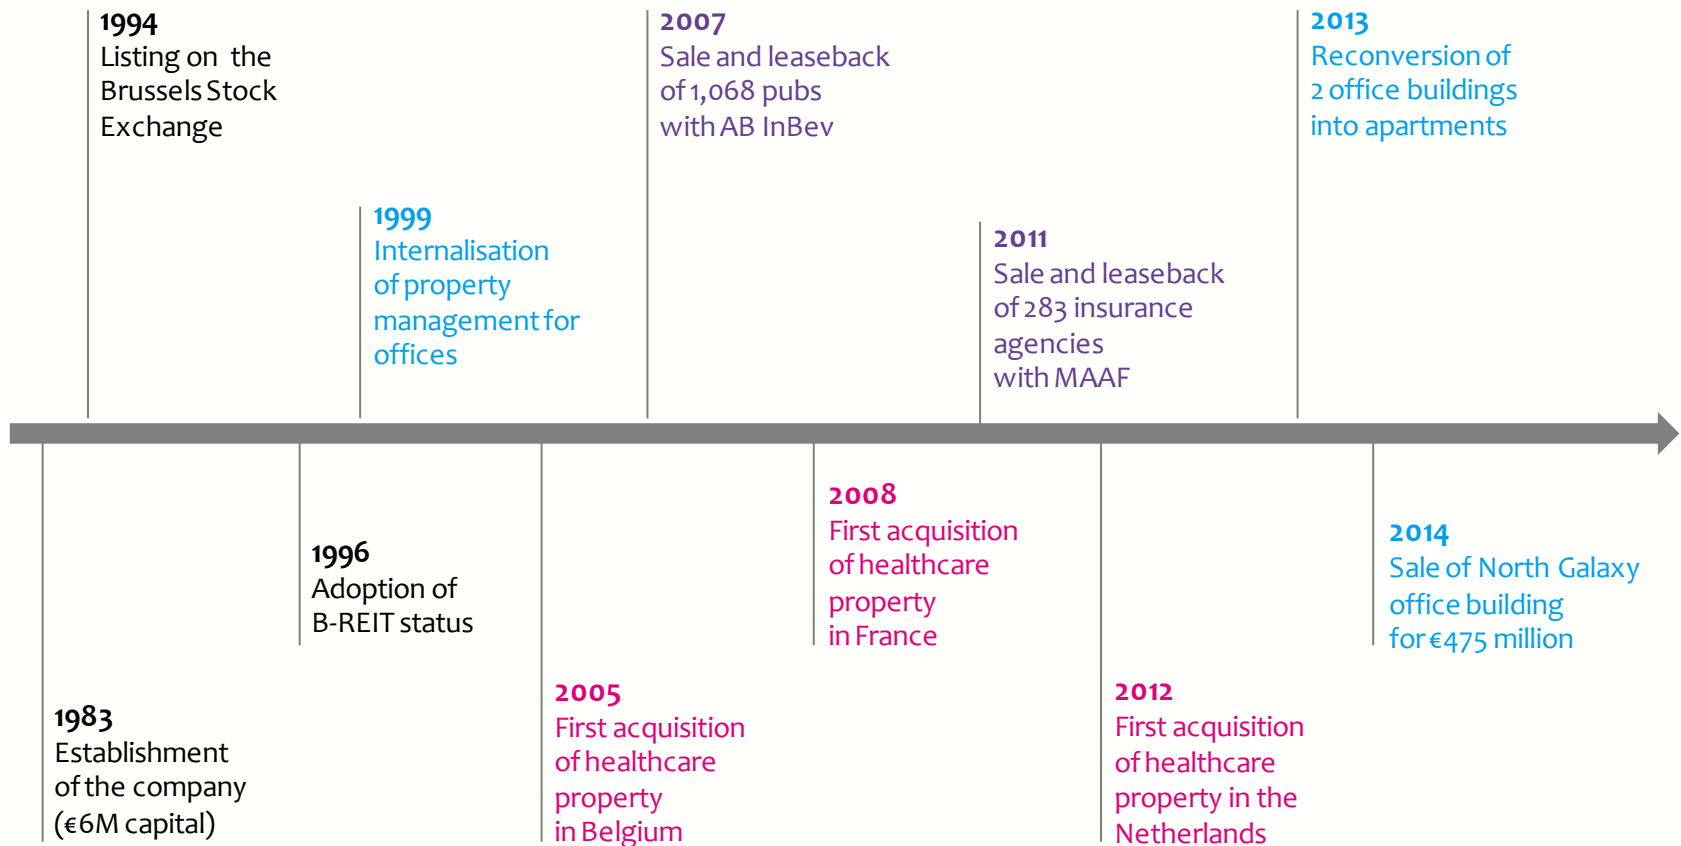 1994
Listing on the
Brussels Stock
Exchange
2007
Sale and leaseback
of 1,068 pubs
with AB InBev
2013
Reconversion of
2 office buildings
into apartments
1999
Internalisation
of property
management for
offices
2011
Sale and leaseback
of 283 insurance
agencies
with MAAF
1983
Establishment
of the company
(€6M capital)
1996
Adoption of
B-REIT status
2005
First acquisition
of healthcare
property
in Belgium
2008
First acquisition
of healthcare
property
in France
2012
First acquisition
of healthcare
property in the
Netherlands
2014
Sale of North Galaxy
office building
for €475 million